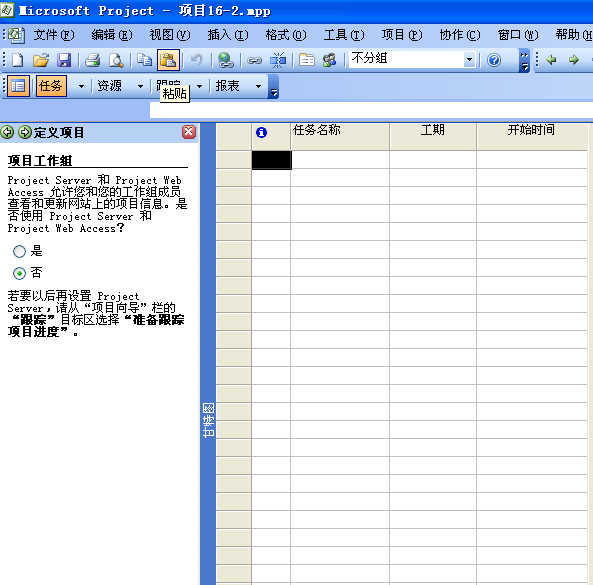 Microsoft Project - 项目16-2.mpp
文件(F) 编辑(E) 视图(V) 插入(I) 格式(O) 工具(T) 项目(P) 协作(C) 窗口(W) 帮助(H
不分组
任务 资源 跟踪 报表
粘贴
定义项目
任务名称 工期 开始时间
项目工作组
Project Server 和 Project Web
Access 允许您和您的工作组成员
查看和更新网站上的项目信息。是
否使用 Project Server 和
Project Web Access?
是
否
若要以后再设置 Project
Server,请从“项目向导”栏的
“跟踪”目标区选择“准备跟踪
项目进度”。
甘特图